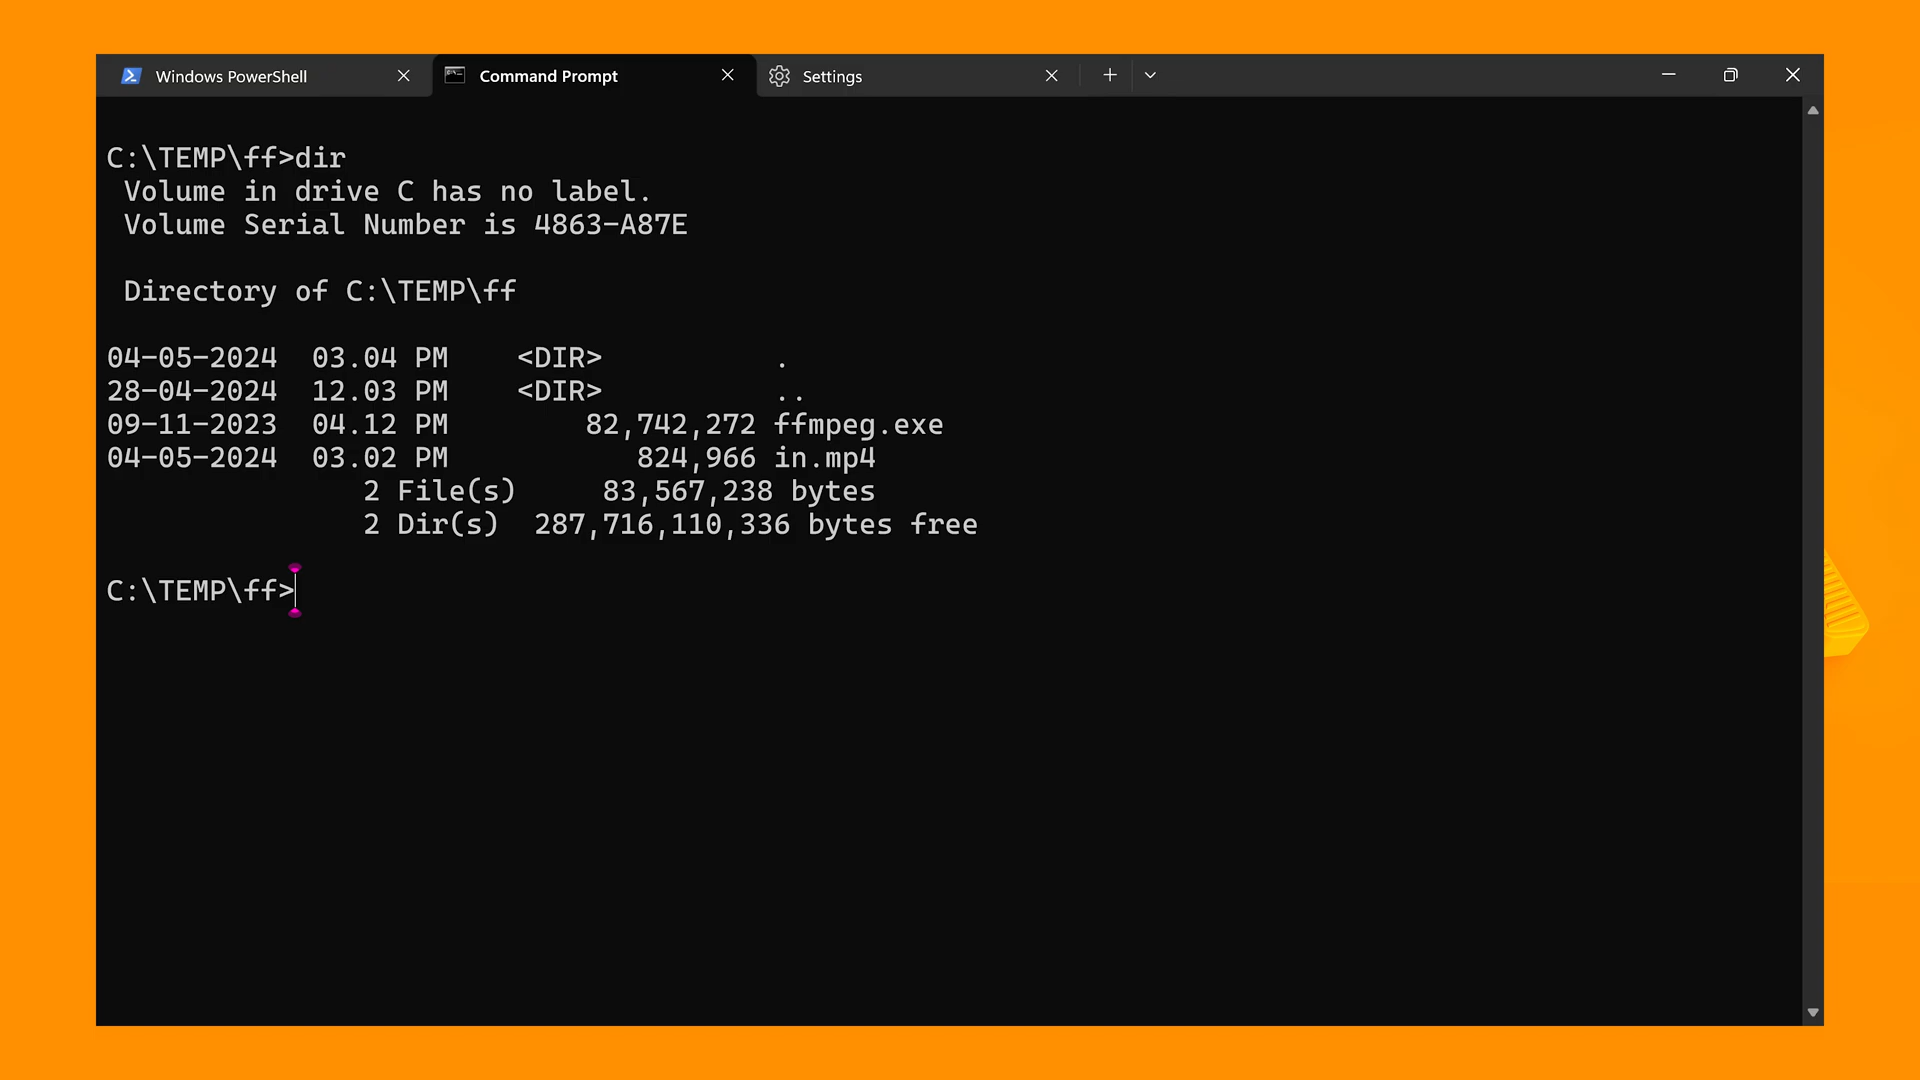 Windows PowerShell
Command Prompt
Settings
C:\TEMP\ff>dir
Volume in drive C has no label.
Volume Serial Number is 4863-A87E
Directory of C:\TEMP\ff
04-05-2024  03.04 PM    <DIR>          .
28-04-2024  12.03 PM    <DIR>          ..
09-11-2023  04.12 PM        82,742,272 ffmpeg.exe
04-05-2024  03.02 PM           824,966 in.mp4
2 File(s)     83,567,238 bytes
2 Dir(s)  287,716,110,336 bytes free
C:\TEMP\ff>